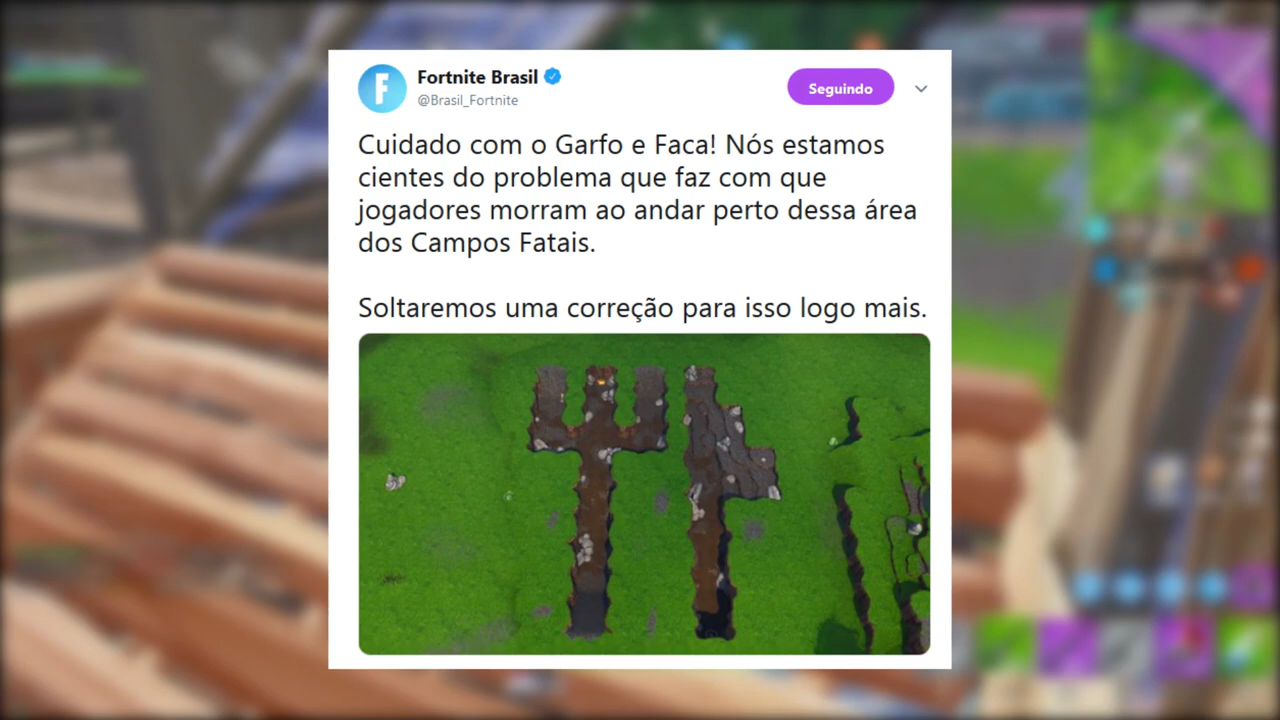 Fortnite Brasil
@Brasil_Fortnite
Seguindo
Cuidado com o Garfo e Faca! Nós estamos
cientes do problema que faz com que
jogadores morram ao andar perto dessa área
dos Campos Fatais.
Soltaremos uma correção para isso logo mais.